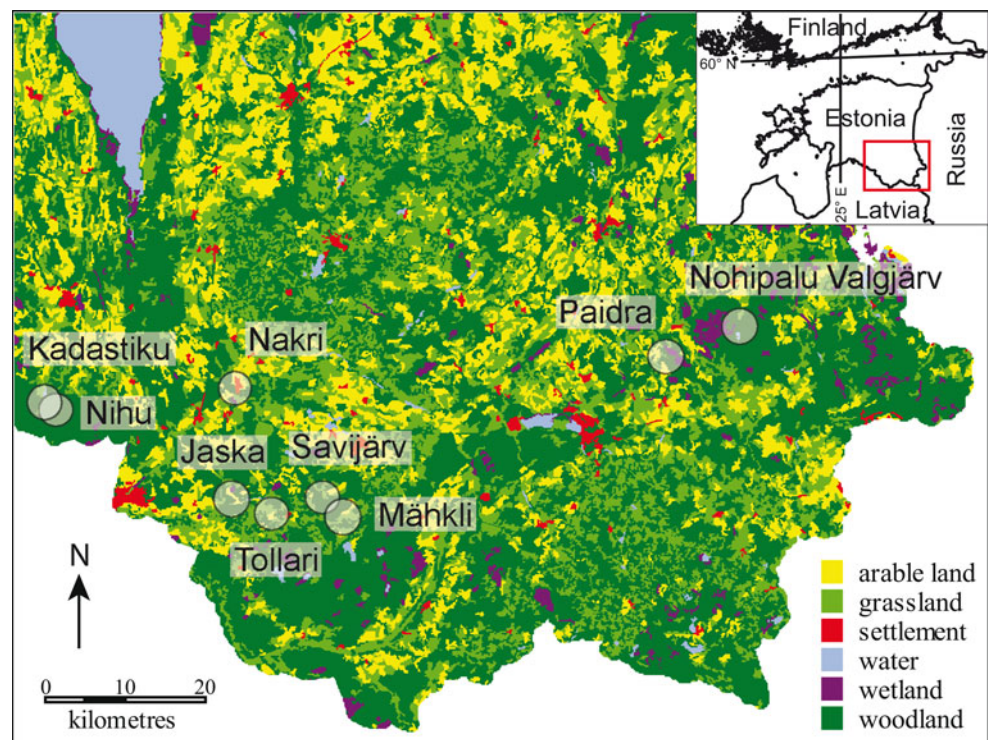 Finland
60° N
Estonia
Russia
25° E
Latvia
Nohipalu Valgjärv
Paidra
Nakri
Kadastiku
Nihu
Jaska
Savijärv
Mähkli
Tollari
N
0 10 20
kilometres
arable land
grassland
settlement
water
wetland
woodland